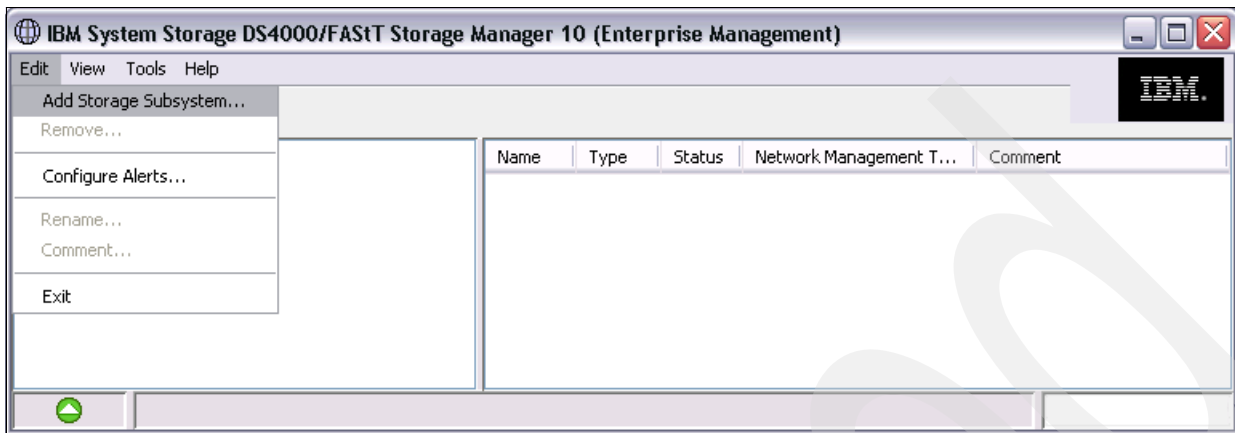 IBM System Storage DS4000/FAStT Storage Manager 10 (Enterprise Management)
Edit View Tools Help
IBM.
Add Storage Subsystem...
Remove...
Configure Alerts...
Rename...
Comment...
Exit
Name Type Status Network Management T... Comment